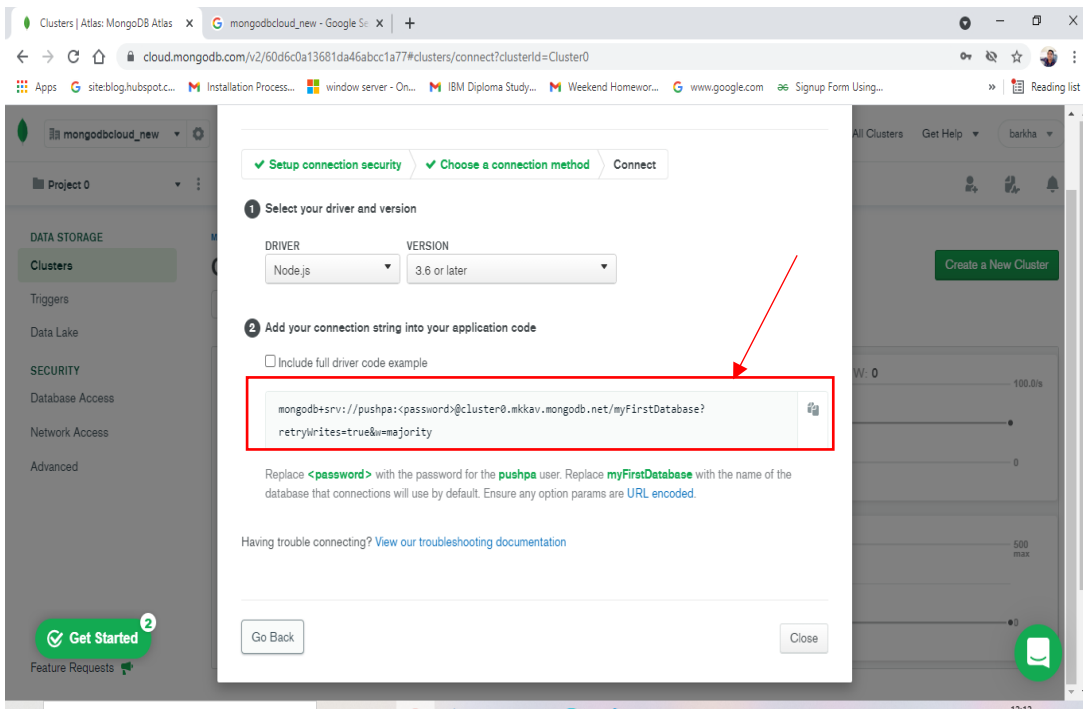 Clusters | Atlas: MongoDB Atlas
mongodbcloud_new - Google Se
cloud.mongodb.com/v2/60d6c0a13681da46abcc1a77#clusters/connect?clusterId=Cluster0
Apps site:blog.hubspot.c... Installation Process... window server - On... IBM Diploma Study... Weekend Homewor... www.google.com Signup Form Using... » Reading list
mongodbcloud_new All Clusters Get Help barkha
Setup connection security Choose a connection method Connect
Project 0
1 Select your driver and version
DATA STORAGE
DRIVER VERSION
Clusters
Node.js 3.6 or later
Create a New Cluster
Triggers
2 Add your connection string into your application code
Data Lake
Include full driver code example
SECURITY
W: 0
100.0/s
Database Access
mongodb+srv://pushpa:<password>@cluster0.mkkav.mongodb.net/myFirstDatabase?
retryWrites=true&w=majority
Network Access
Advanced
0
Replace <password> with the password for the pushpa user. Replace myFirstDatabase with the name of the
database that connections will use by default. Ensure any option params are URL encoded.
Having trouble connecting? View our troubleshooting documentation
500
max
2
Get Started
Go Back
Close
0
Feature Requests